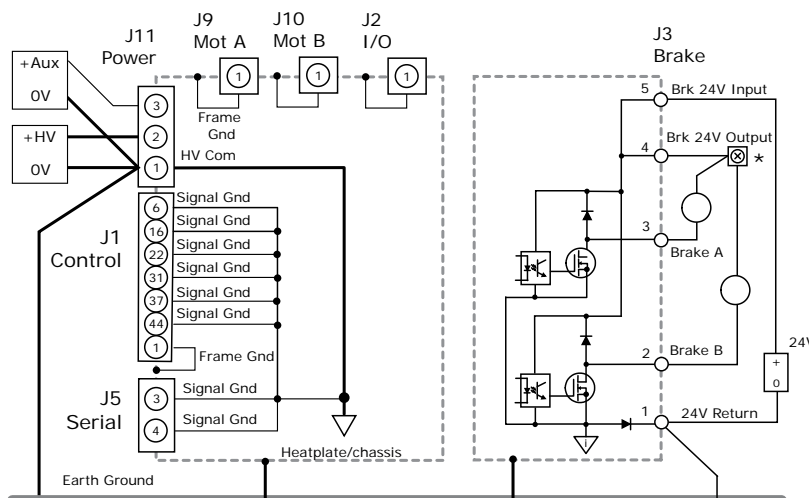 J11
Power
J9
Mot A
J10
Mot B
J2
I/O
J3
Brake
+Aux
0V
+HV
0V
3
2
1
1
1
1
Frame
Gnd
HV Com
J1
Control
6
16
22
31
37
44
1
Signal Gnd
Signal Gnd
Signal Gnd
Signal Gnd
Signal Gnd
Signal Gnd
Frame Gnd
J5
Serial
3
4
Signal Gnd
Signal Gnd
Heatplate/chassis
Earth Ground
5
Brk 24V Input
4
Brk 24V Output
*
3
Brake A
2
Brake B
1
24V Return
24V
+
0
i